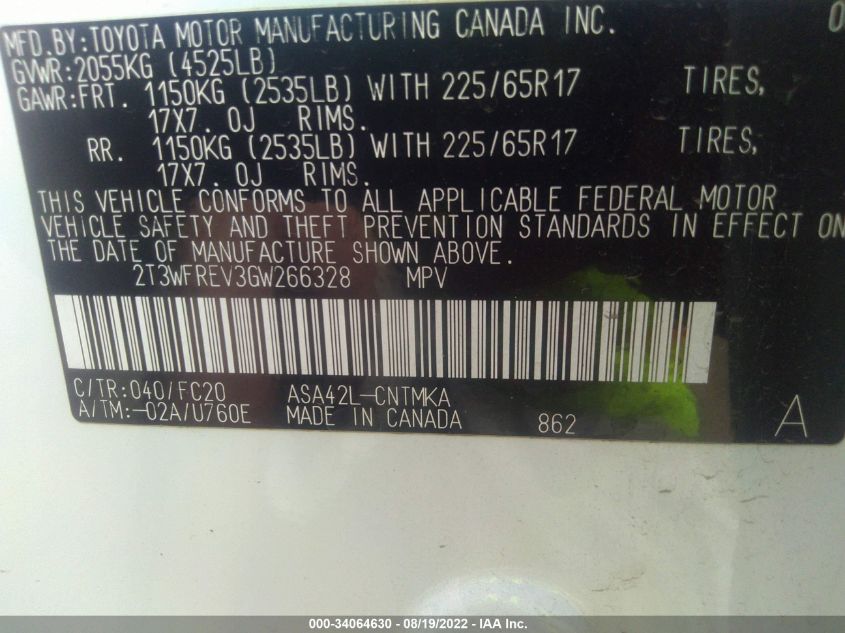 MFD.BY:TOYOTA MOTOR MANUFACTURING CANADA INC.
GVWR:2055KG (4525LB)
GAWR:FRT. 1150KG (2535LB) WITH 225/65R17 TIRES,
17X7. 0J RIMS.
RR. 1150KG (2535LB) WITH 225/65R17 TIRES,
17X7. 0J RIMS.
THIS VEHICLE CONFORMS TO ALL APPLICABLE FEDERAL MOTOR
VEHICLE SAFETY AND THEFT PREVENTION STANDARDS IN EFFECT ON
THE DATE OF MANUFACTURE SHOWN ABOVE.
2T3WFREV3GW266328 MPV
C/TR:040/FC20 ASA42L-CNTMKA
A/TM:-02A/U760E MADE IN CANADA 862 A
000-34064630 - 08/19/2022 - IAA Inc.